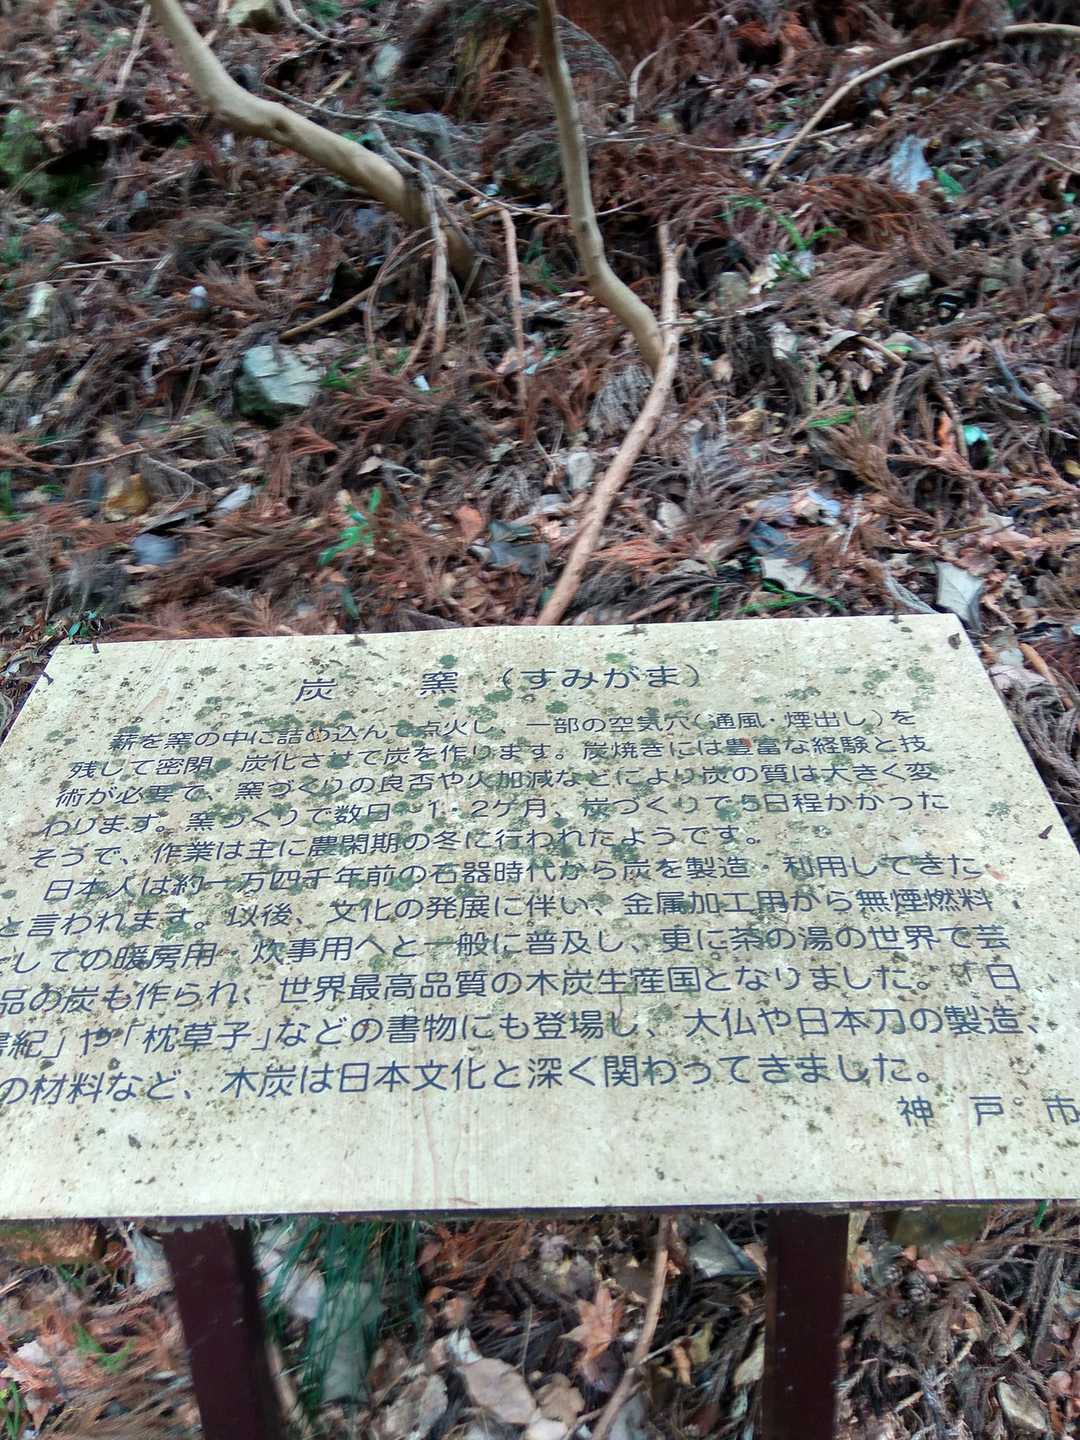 炭 窯 (すみがま)
薪を窯の中に詰め込んで点火し、一部の空気穴(通風・煙出し)を
残して密閉、炭化させて炭を作ります。炭焼きには豊富な経験と技
術が必要で、窯づくりの良否や火加減などにより炭の質は大きく変
わります。窯づくりで数日~1・2ケ月、炭づくりで5日程かかった
そうで、作業は主に農閑期の冬に行われたようです。
日本人は約一万四千年前の石器時代から炭を製造・利用してきた
と言われます。以後、文化の発展に伴い、金属加工用から無煙燃料
としての暖房用・炊事用へと一般に普及し、更に茶の湯の世界で芸
品の炭も作られ、世界最高品質の木炭生産国となりました。「日
書紀」や「枕草子」などの書物にも登場し、大仏や日本刀の製造、
の材料など、木炭は日本文化と深く関わってきました。
神 戸 市